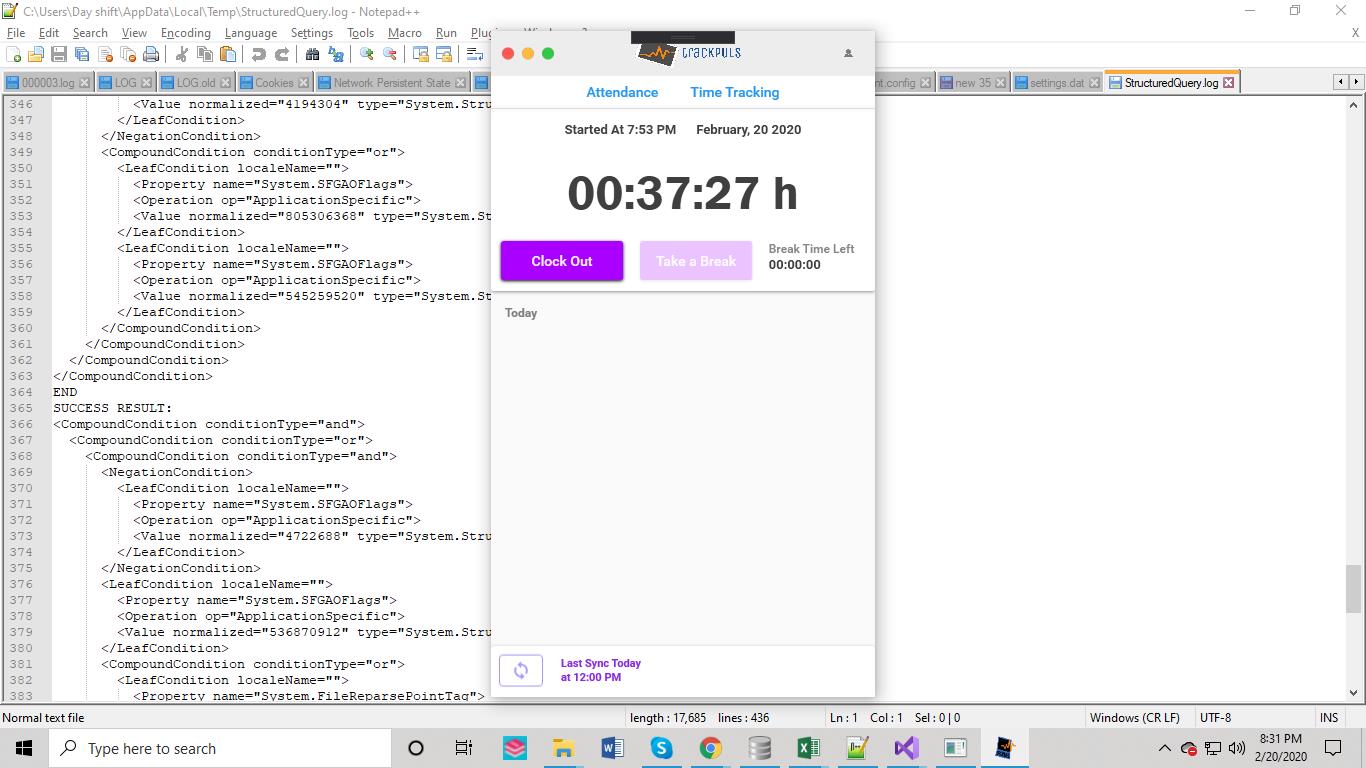 C:\Users\Day shift\AppData\Local\Temp\StructuredQuery.log - Notepad++
File Edit Search View Encoding Language Settings Tools Macro Run
X
000003.log LOG LOG.old Cookies Network Persistent State nt.config new 35 settings.dat StructuredQuery.log
346 <Value normalized="4194304" type="System.Stru
347 </LeafCondition>
348 </NegationCondition>
349 <CompoundCondition conditionType="or">
350 <LeafCondition localeName="">
351 <Property name="System.SFGAOFlags">
352 <Operation op="ApplicationSpecific">
353 <Value normalized="805306368" type="System.St
354 </LeafCondition>
355 <LeafCondition localeName="">
356 <Property name="System.SFGAOFlags">
357 <Operation op="ApplicationSpecific">
358 <Value normalized="545259520" type="System.St
359 </LeafCondition>
360 </CompoundCondition>
361 </CompoundCondition>
362 </CompoundCondition>
363 </CompoundCondition>
364 END
365 SUCCESS RESULT:
366 <CompoundCondition conditionType="and">
367 <CompoundCondition conditionType="or">
368 <CompoundCondition conditionType="and">
369 <NegationCondition>
370 <LeafCondition localeName="">
371 <Property name="System.SFGAOFlags">
372 <Operation op="ApplicationSpecific">
373 <Value normalized="4722688" type="System.Stru
374 </LeafCondition>
375 </NegationCondition>
376 <LeafCondition localeName="">
377 <Property name="System.SFGAOFlags">
378 <Operation op="ApplicationSpecific">
379 <Value normalized="536870912" type="System.Stru
380 </LeafCondition>
381 <CompoundCondition conditionType="or">
382 <LeafCondition localeName="">
383 <Property name="System.FileReparsePointTag">
trackpuls
Attendance Time Tracking
Started At 7:53 PM February, 20 2020
00:37:27 h
Clock Out Take a Break Break Time Left
00:00:00
Today
Last Sync Today
at 12:00 PM
Normal text file length : 17,685 lines : 436 Ln : 1 Col : 1 Sel : 0 | 0 Windows (CR LF) UTF-8 INS
Type here to search
8:31 PM
2/20/2020